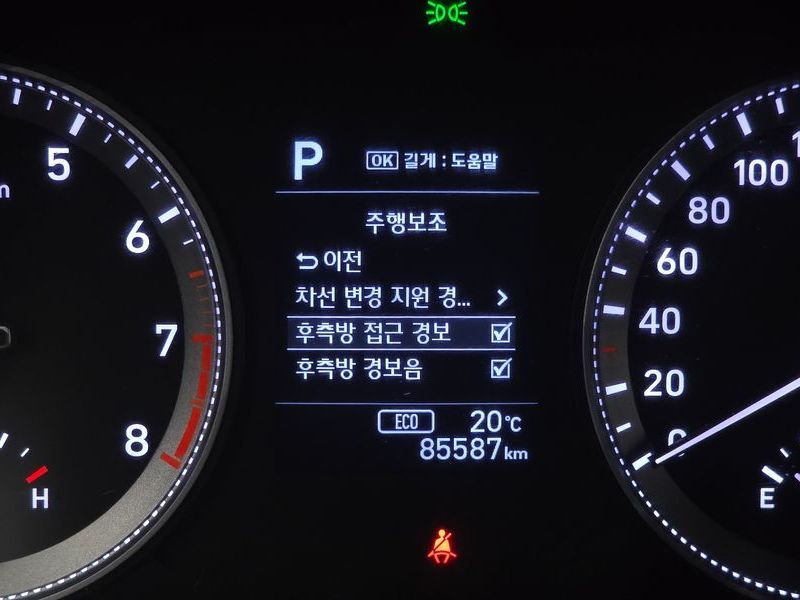 P OK 길게 : 도움말
주행보조
이전
차선 변경 지원 경...
후측방 접근 경보
후측방 경보음
ECO 20°C
85587km
5
6
7
8
H
100
80
60
40
20
0
E